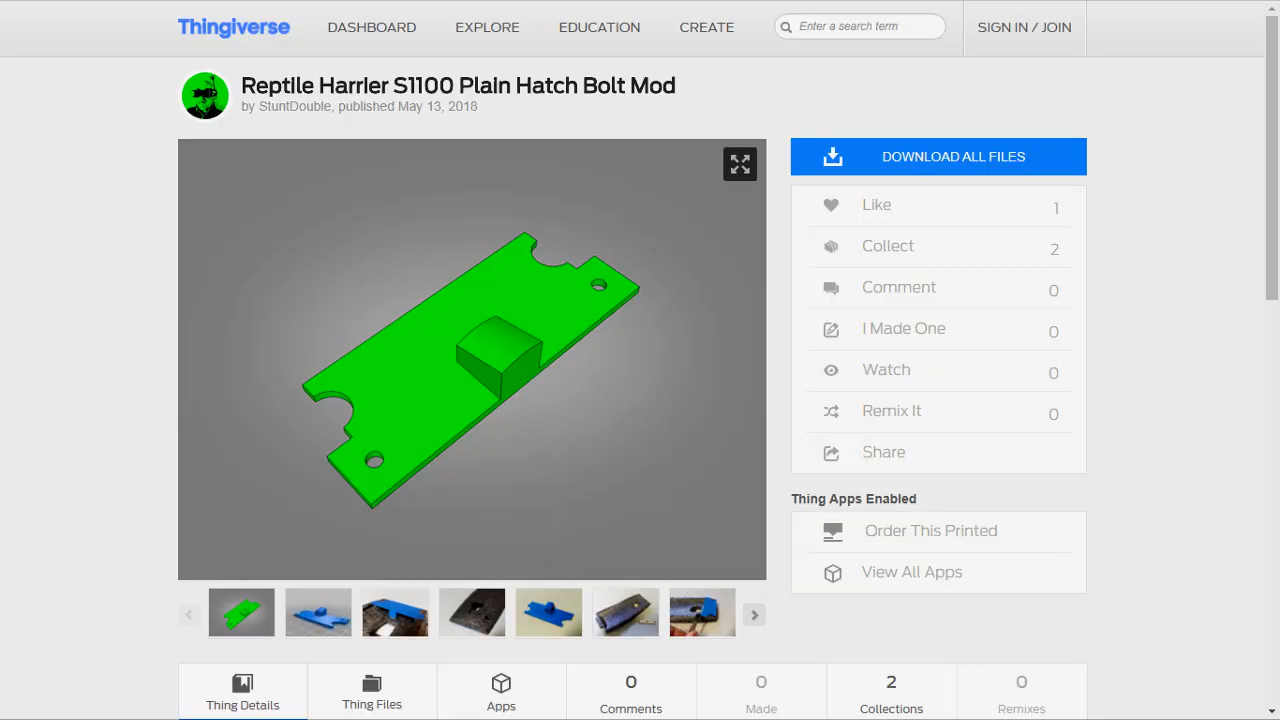 Thingiverse DASHBOARD EXPLORE EDUCATION CREATE Enter a search term SIGN IN / JOIN
Reptile Harrier S1100 Plain Hatch Bolt Mod
by StuntDouble, published May 13, 2018
DOWNLOAD ALL FILES
Like 1
Collect 2
Comment 0
I Made One 0
Watch 0
Remix It 0
Share
Thing Apps Enabled
Order This Printed
View All Apps
Thing Details
Thing Files
Apps
0
Comments
0
Made
2
Collections
0
Remixes